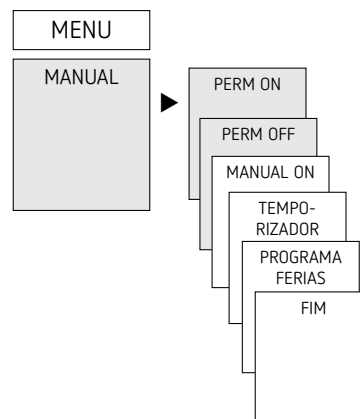 MENU
MANUAL
PERM ON
PERM OFF
MANUAL ON
TEMPO-
RIZADOR
PROGRAMA
FERIAS
FIM